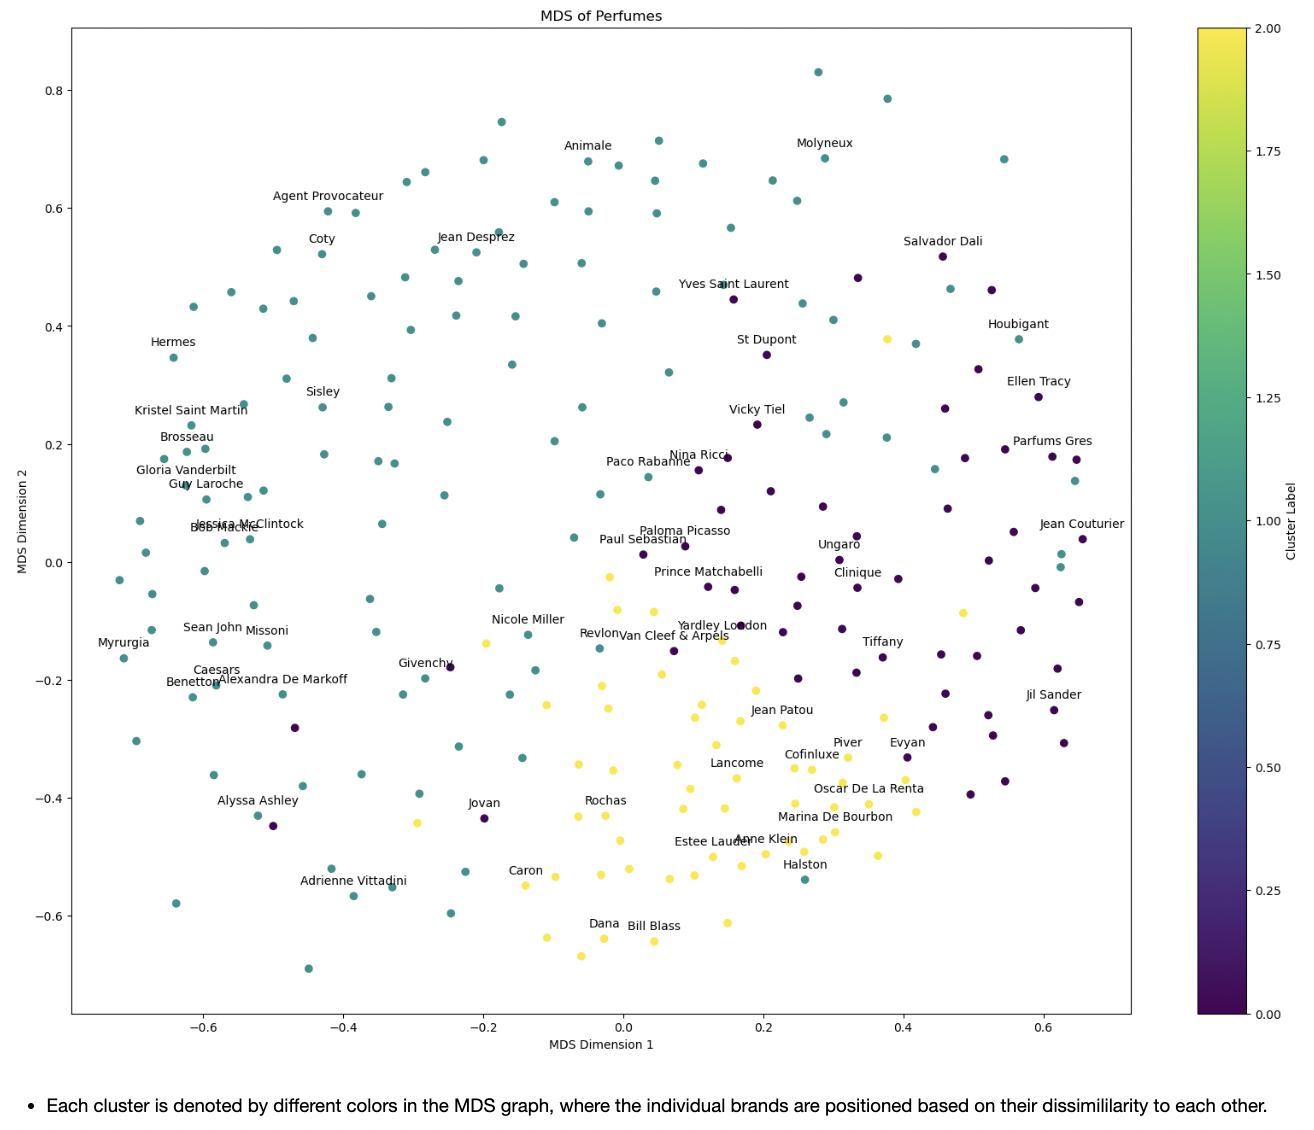 MDS of Perfumes
2.00
0.8
Animale
Molyneux
1.75
Agent Provocateur
0.6
Coty
Jean Desprez
Salvador Dali
Yves Saint Laurent
1.50
0.4
Houbigant
Hermes
St Dupont
Ellen Tracy
Sisley
Kristel Saint Martin
Vicky Tiel
1.25
0.2
Brosseau
Parfums Gres
Nina Ricci
Paco Rabanne
Gloria Vanderbilt
Guy Laroche
MDS Dimension 2
Jessica McClintock
Bob Mackie
Jean Couturier
1.00
Cluster Label
Paloma Picasso
Paul Sebastian
Ungaro
0.0
Prince Matchabelli
Clinique
Nicole Miller
Sean John
Missoni
Revlon
Yardley London
Van Cleef & Arpels
Myrurgia
Tiffany
0.75
Givenchy
Caesars
−0.2
Benetton
Alexandra De Markoff
Jil Sander
Jean Patou
Piver
Evyan
Cofinluxe
Lancome
0.50
−0.4
Alyssa Ashley
Jovan
Rochas
Oscar De La Renta
Marina De Bourbon
Estee Lauder
Anne Klein
Caron
Halston
Adrienne Vittadini
0.25
−0.6
Dana
Bill Blass
0.00
−0.6 −0.4 −0.2 0.0 0.2 0.4 0.6
MDS Dimension 1
• Each cluster is denoted by different colors in the MDS graph, where the individual brands are positioned based on their dissimililarity to each other.